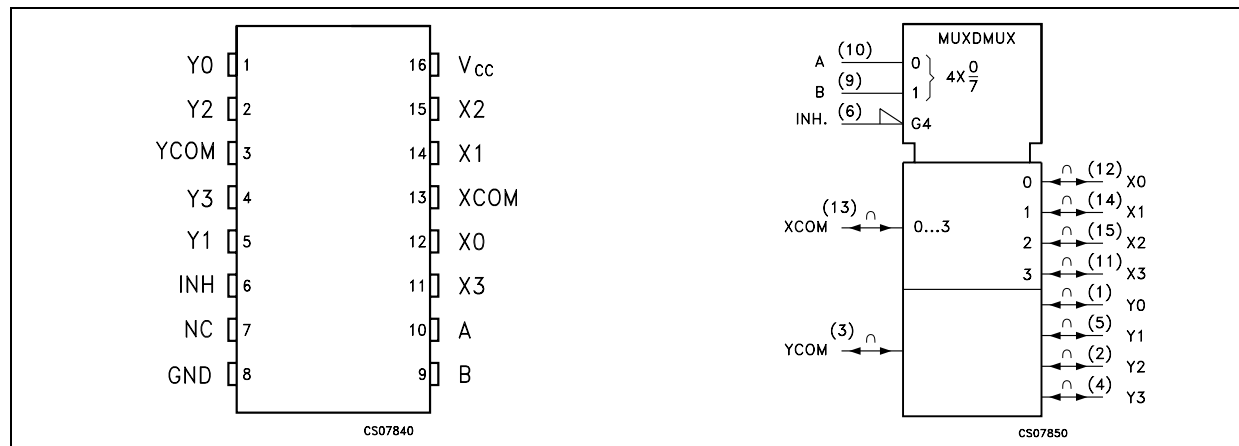 Y0 1 16 VCC
Y2 2 15 X2
YCOM 3 14 X1
Y3 4 13 XCOM
Y1 5 12 X0
INH 6 11 X3
NC 7 10 A
GND 8 9 B
CS07840
MUXDMUX
A (10) 0
B (9) 1
} 4X 0/7
INH. (6) G4
XCOM (13) ∩ 0...3
0 ∩ (12) X0
1 ∩ (14) X1
2 ∩ (15) X2
3 ∩ (11) X3
YCOM (3) ∩
∩ (1) Y0
∩ (5) Y1
∩ (2) Y2
∩ (4) Y3
CS07850